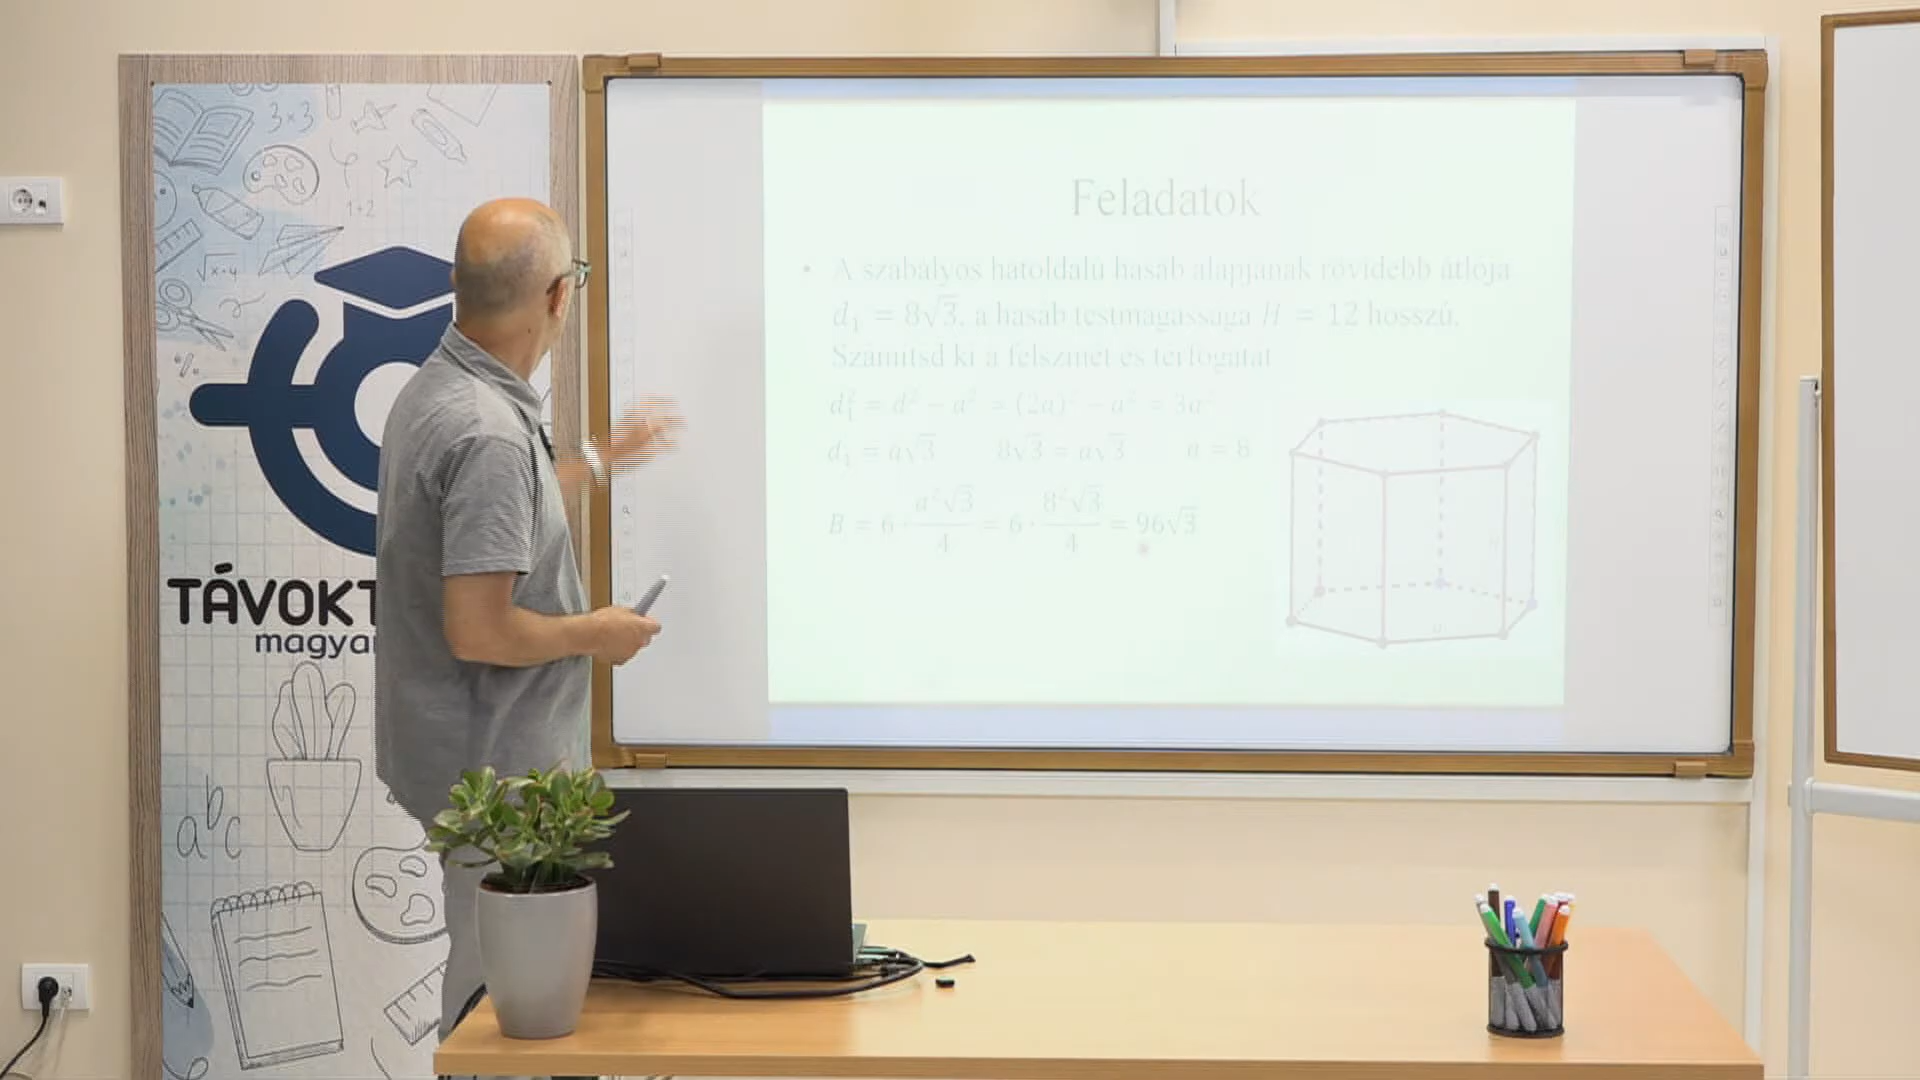 3×3
1+2
√x+y
%
TÁVOKT
magyar
a b c
Feladatok
• A szabályos hatoldalú hasáb alapjának rövidebb átlója
d₁ = 8√3, a hasáb testmagassága H = 12 hosszú.
Számítsd ki a felszínét és térfogatát
d₁² = d² − a² = (2a)² − a² = 3a²
d₁ = a√3 8√3 = a√3 a = 8
B = 6 · a²√3/4 = 6 · 8²√3/4 = 96√3